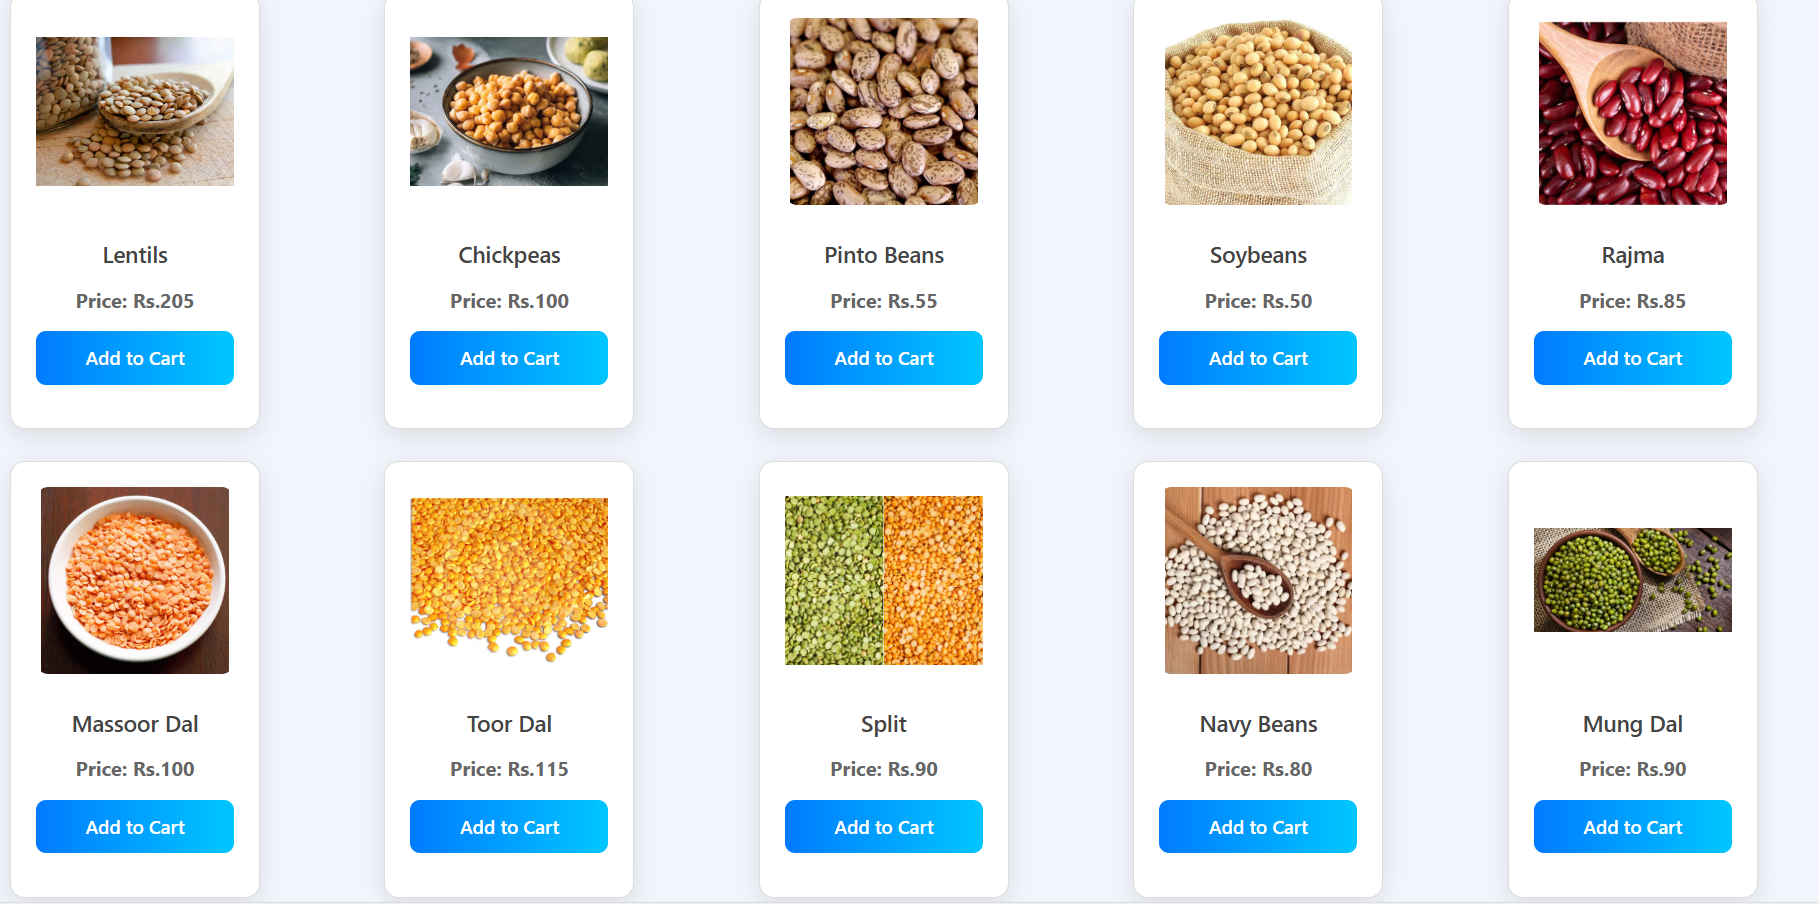 Lentils
Price: Rs.205
Add to Cart
Chickpeas
Price: Rs.100
Add to Cart
Pinto Beans
Price: Rs.55
Add to Cart
Soybeans
Price: Rs.50
Add to Cart
Rajma
Price: Rs.85
Add to Cart
Massoor Dal
Price: Rs.100
Add to Cart
Toor Dal
Price: Rs.115
Add to Cart
Split
Price: Rs.90
Add to Cart
Navy Beans
Price: Rs.80
Add to Cart
Mung Dal
Price: Rs.90
Add to Cart